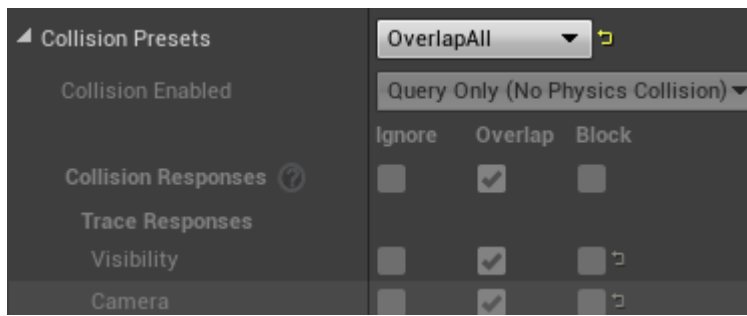 Collision Presets OverlapAll
Collision Enabled Query Only (No Physics Collision)
Ignore Overlap Block
Collision Responses ?
Trace Responses
Visibility
Camera